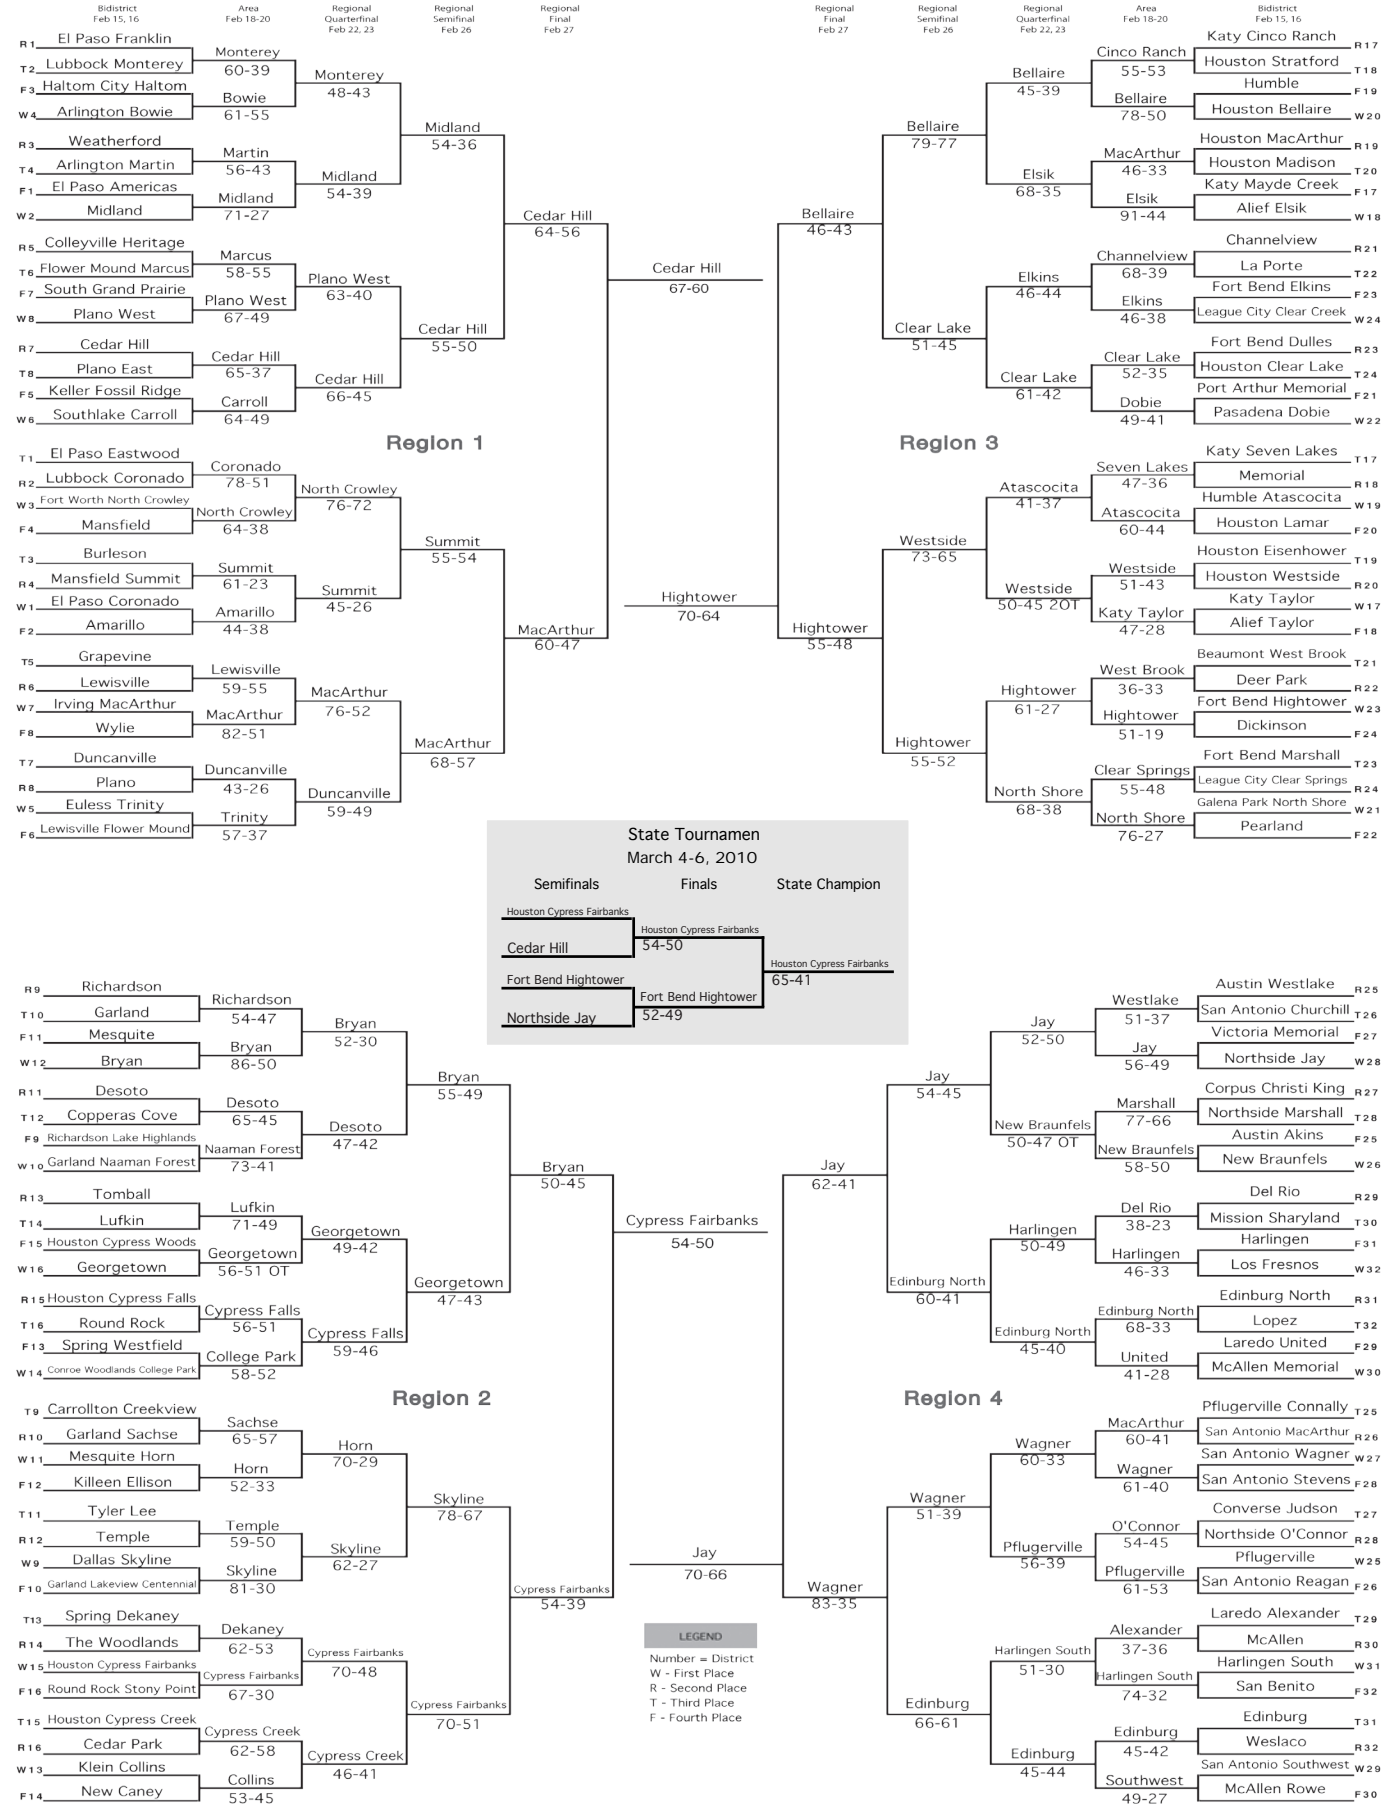 Bidistrict
Feb 15, 16
Area
Feb 18-20
Regional
Quarterfinal
Feb 22, 23
Regional
Semifinal
Feb 26
Regional
Final
Feb 27
Regional
Final
Feb 27
Regional
Semifinal
Feb 26
Regional
Quarterfinal
Feb 22, 23
Area
Feb 18-20
Bidistrict
Feb 15, 16
R1 El Paso Franklin
T2 Lubbock Monterey
F3 Haltom City Haltom
W4 Arlington Bowie
R3 Weatherford
T4 Arlington Martin
F1 El Paso Americas
W2 Midland
R5 Colleyville Heritage
T6 Flower Mound Marcus
F7 South Grand Prairie
W8 Plano West
R7 Cedar Hill
T8 Plano East
F5 Keller Fossil Ridge
W6 Southlake Carroll
T1 El Paso Eastwood
R2 Lubbock Coronado
W3 Fort Worth North Crowley
F4 Mansfield
T3 Burleson
R4 Mansfield Summit
W1 El Paso Coronado
F2 Amarillo
T5 Grapevine
R6 Lewisville
W7 Irving MacArthur
F8 Wylie
T7 Duncanville
R8 Plano
W5 Euless Trinity
F6 Lewisville Flower Mound
Monterey
60-39
Bowie
61-55
Martin
56-43
Midland
71-27
Marcus
58-55
Plano West
67-49
Cedar Hill
65-37
Carroll
64-49
Coronado
78-51
North Crowley
64-38
Summit
61-23
Amarillo
44-38
Lewisville
59-55
MacArthur
82-51
Duncanville
43-26
Trinity
57-37
Monterey
48-43
Midland
54-39
Plano West
63-40
Cedar Hill
66-45
North Crowley
76-72
Summit
45-26
MacArthur
76-52
Duncanville
59-49
Midland
54-36
Cedar Hill
55-50
Summit
55-54
MacArthur
68-57
Cedar Hill
64-56
MacArthur
60-47
Cedar Hill
67-60
Region 1
Hightower
70-64
Bellaire
46-43
Hightower
55-48
Bellaire
79-77
Clear Lake
51-45
Westside
73-65
Hightower
55-52
Region 3
Bellaire
45-39
Elsik
68-35
Elkins
46-44
Clear Lake
61-42
Atascocita
41-37
Westside
50-45 2OT
Hightower
61-27
North Shore
68-38
Cinco Ranch
55-53
Bellaire
78-50
MacArthur
46-33
Elsik
91-44
Channelview
68-39
Elkins
46-38
Clear Lake
52-35
Dobie
49-41
Seven Lakes
47-36
Atascocita
60-44
Westside
51-43
Katy Taylor
47-28
West Brook
36-33
Hightower
51-19
Clear Springs
55-48
North Shore
76-27
Katy Cinco Ranch R17
Houston Stratford T18
Humble F19
Houston Bellaire W20
Houston MacArthur R19
Houston Madison T20
Katy Mayde Creek F17
Alief Elsik W18
Channelview R21
La Porte T22
Fort Bend Elkins F23
League City Clear Creek W24
Fort Bend Dulles R23
Houston Clear Lake T24
Port Arthur Memorial F21
Pasadena Dobie W22
Katy Seven Lakes T17
Memorial R18
Humble Atascocita W19
Houston Lamar F20
Houston Eisenhower T19
Houston Westside R20
Katy Taylor W17
Alief Taylor F18
Beaumont West Brook T21
Deer Park R22
Fort Bend Hightower W23
Dickinson F24
Fort Bend Marshall T23
League City Clear Springs R24
Galena Park North Shore W21
Pearland F22
State Tournamen
March 4-6, 2010
Semifinals
Finals
State Champion
Houston Cypress Fairbanks
Cedar Hill
Fort Bend Hightower
Northside Jay
Houston Cypress Fairbanks
54-50
Fort Bend Hightower
52-49
Houston Cypress Fairbanks
65-41
R9 Richardson
T10 Garland
F11 Mesquite
W12 Bryan
R11 Desoto
T12 Copperas Cove
F9 Richardson Lake Highlands
W10 Garland Naaman Forest
R13 Tomball
T14 Lufkin
F15 Houston Cypress Woods
W16 Georgetown
R15 Houston Cypress Falls
T16 Round Rock
F13 Spring Westfield
W14 Conroe Woodlands College Park
T9 Carrollton Creekview
R10 Garland Sachse
W11 Mesquite Horn
F12 Killeen Ellison
T11 Tyler Lee
R12 Temple
W9 Dallas Skyline
F10 Garland Lakeview Centennial
T13 Spring Dekaney
R14 The Woodlands
W15 Houston Cypress Fairbanks
F16 Round Rock Stony Point
T15 Houston Cypress Creek
R16 Cedar Park
W13 Klein Collins
F14 New Caney
Richardson
54-47
Bryan
86-50
Desoto
65-45
Naaman Forest
73-41
Lufkin
71-49
Georgetown
56-51 OT
Cypress Falls
56-51
College Park
58-52
Sachse
65-57
Horn
52-33
Temple
59-50
Skyline
81-30
Dekaney
62-53
Cypress Fairbanks
67-30
Cypress Creek
62-58
Collins
53-45
Bryan
52-30
Desoto
47-42
Georgetown
49-42
Cypress Falls
59-46
Horn
70-29
Skyline
62-27
Cypress Fairbanks
70-48
Cypress Creek
46-41
Bryan
55-49
Georgetown
47-43
Skyline
78-67
Cypress Fairbanks
70-51
Bryan
50-45
Cypress Fairbanks
54-39
Cypress Fairbanks
54-50
Region 2
Jay
70-66
LEGEND
Number = District
W - First Place
R - Second Place
T - Third Place
F - Fourth Place
Jay
62-41
Wagner
83-35
Jay
54-45
Edinburg North
60-41
Wagner
51-39
Edinburg
66-61
Region 4
Jay
52-50
New Braunfels
50-47 OT
Harlingen
50-49
Edinburg North
45-40
Wagner
60-33
Pflugerville
56-39
Harlingen South
51-30
Edinburg
45-44
Westlake
51-37
Jay
56-49
Marshall
77-66
New Braunfels
58-50
Del Rio
38-23
Harlingen
46-33
Edinburg North
68-33
United
41-28
MacArthur
60-41
Wagner
61-40
O'Connor
54-45
Pflugerville
61-53
Alexander
37-36
Harlingen South
74-32
Edinburg
45-42
Southwest
49-27
Austin Westlake R25
San Antonio Churchill T26
Victoria Memorial F27
Northside Jay W28
Corpus Christi King R27
Northside Marshall T28
Austin Akins F25
New Braunfels W26
Del Rio R29
Mission Sharyland T30
Harlingen F31
Los Fresnos W32
Edinburg North R31
Lopez T32
Laredo United F29
McAllen Memorial W30
Pflugerville Connally T25
San Antonio MacArthur R26
San Antonio Wagner W27
San Antonio Stevens F28
Converse Judson T27
Northside O'Connor R28
Pflugerville W25
San Antonio Reagan F26
Laredo Alexander T29
McAllen R30
Harlingen South W31
San Benito F32
Edinburg T31
Weslaco R32
San Antonio Southwest W29
McAllen Rowe F30